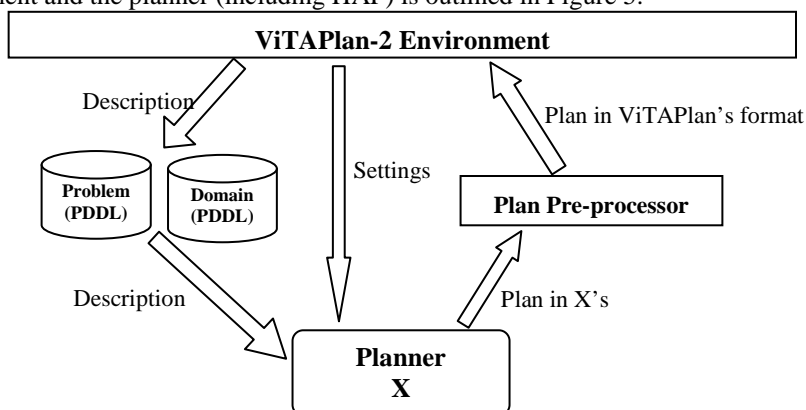 ment and the planner (including HAP) is outlined in Figure 3.
ViTAPlan-2 Environment
Description
Plan in ViTAPlan's format
Problem
(PDDL)
Domain
(PDDL)
Settings
Plan Pre-processor
Description
Plan in X's
Planner
X